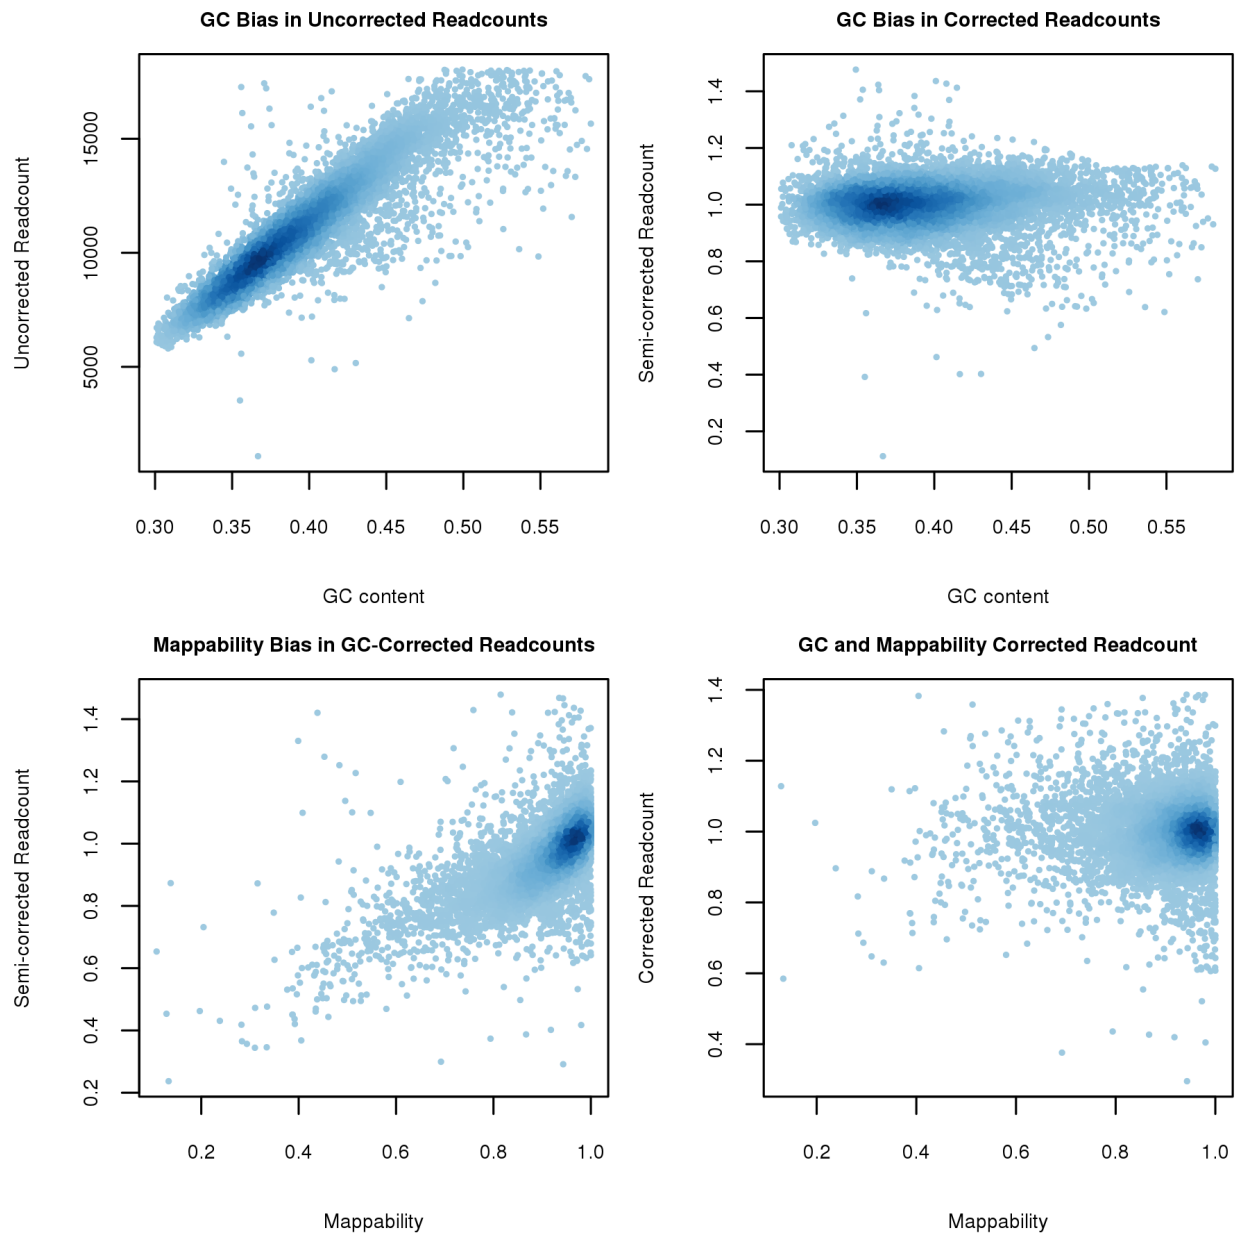 GC Bias in Uncorrected Readcounts
Uncorrected Readcount
15000
10000
5000
0.30 0.35 0.40 0.45 0.50 0.55
GC content
GC Bias in Corrected Readcounts
Semi-corrected Readcount
1.4
1.2
1.0
0.8
0.6
0.4
0.2
0.30 0.35 0.40 0.45 0.50 0.55
GC content
Mappability Bias in GC-Corrected Readcounts
Semi-corrected Readcount
1.4
1.2
1.0
0.8
0.6
0.4
0.2
0.2 0.4 0.6 0.8 1.0
Mappability
GC and Mappability Corrected Readcount
Corrected Readcount
1.4
1.2
1.0
0.8
0.6
0.4
0.2 0.4 0.6 0.8 1.0
Mappability